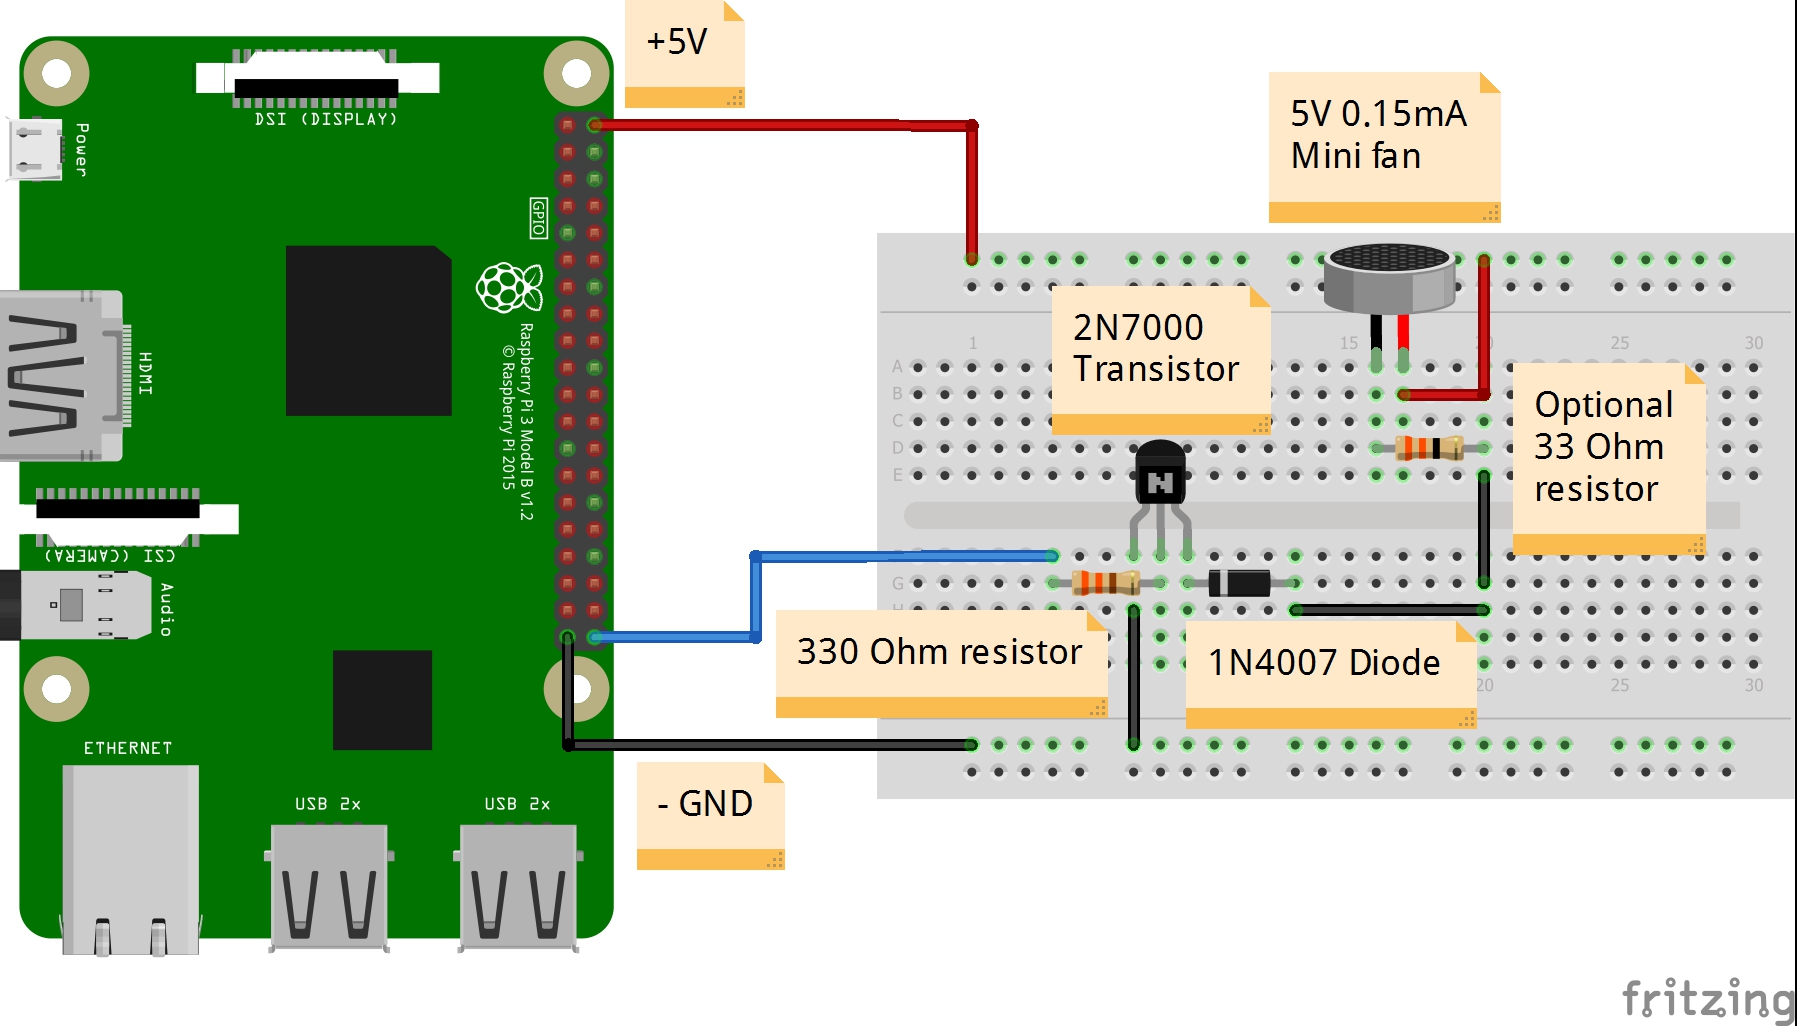 +5V
5V 0.15mA
Mini fan
DSI (DISPLAY)
Power
GPIO
HDMI
Raspberry Pi 3 Model B v1.2
© Raspberry Pi 2015
CSI (CAMERA)
Audio
ETHERNET
USB 2x
USB 2x
2N7000
Transistor
1
15
25
30
A
B
C
D
E
N
Optional
33 Ohm
resistor
G
330 Ohm resistor
1N4007 Diode
20
25
30
- GND
fritzing